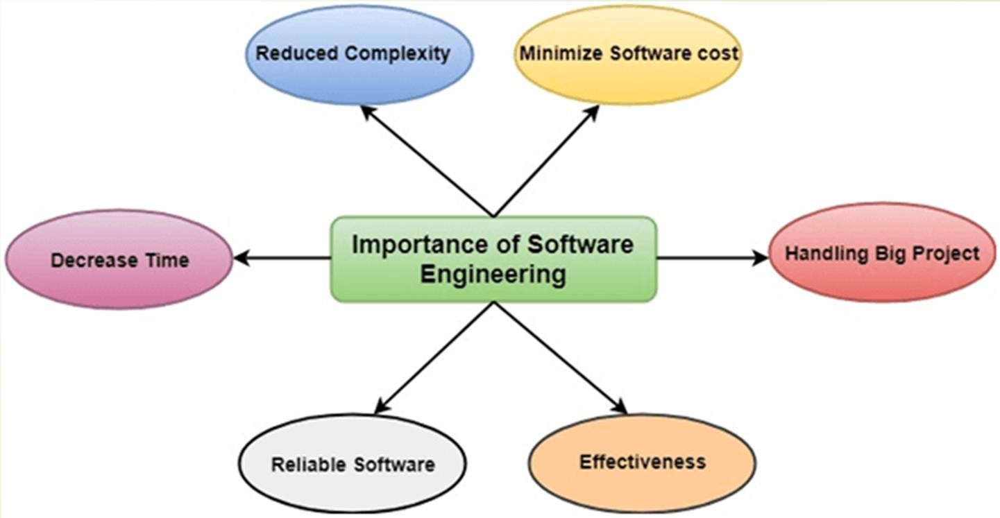 Reduced Complexity
Minimize Software cost
Decrease Time
Importance of Software
Engineering
Handling Big Project
Reliable Software
Effectiveness